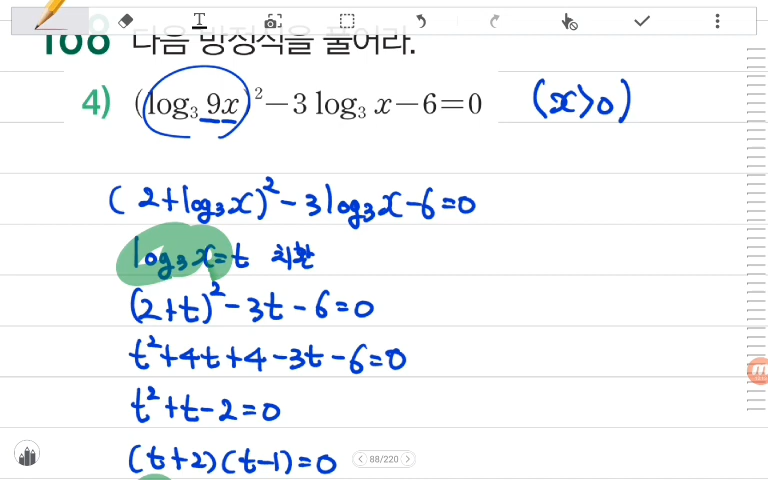 108 다음 방정식을 풀어라.
4) (log₃ 9x)²−3 log₃ x−6=0 (x>0)
(2+log₃x)²-3log₃x-6=0
log₃x=t 치환
(2+t)²-3t-6=0
t²+4t+4-3t-6=0
t²+t-2=0
(t+2)(t-1)=0
88/220